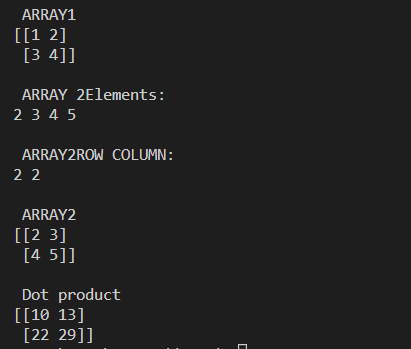 ARRAY1
[[1 2]
[3 4]]
ARRAY 2Elements:
2 3 4 5
ARRAY2ROW COLUMN:
2 2
ARRAY2
[[2 3]
[4 5]]
Dot product
[[10 13]
[22 29]]